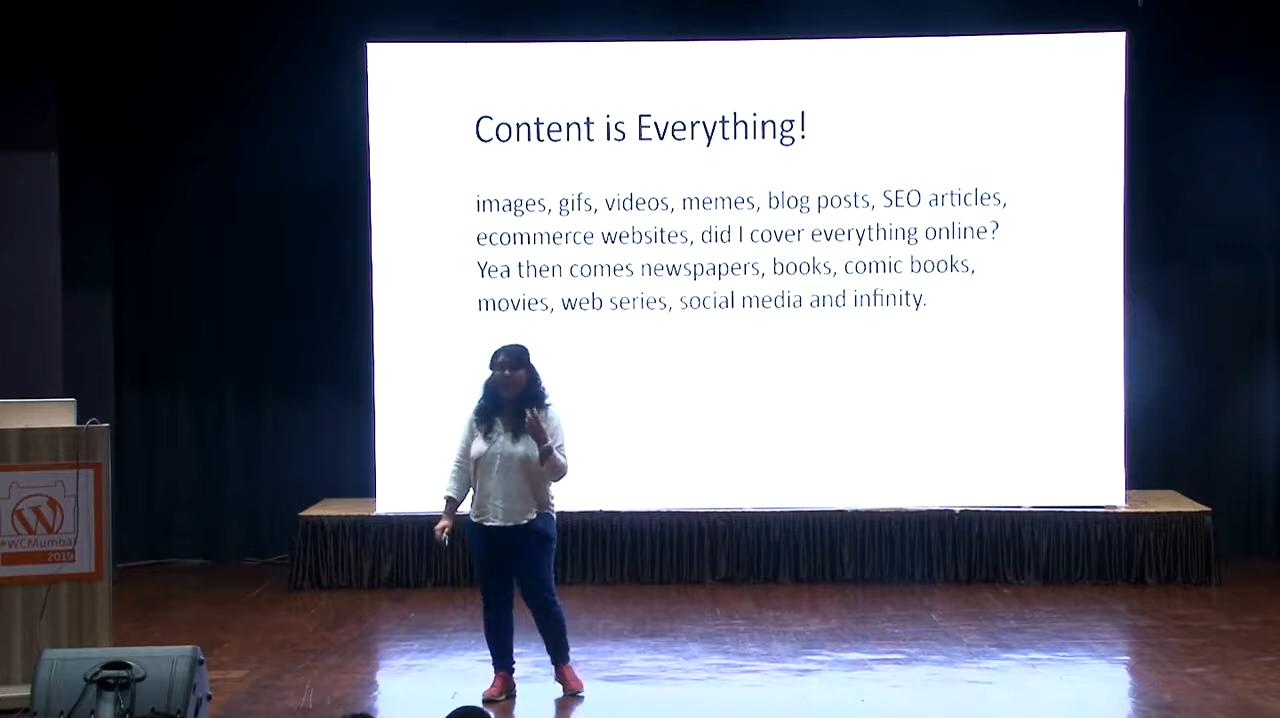 Content is Everything!
images, gifs, videos, memes, blog posts, SEO articles,
ecommerce websites, did I cover everything online?
Yea then comes newspapers, books, comic books,
movies, web series, social media and infinity.
#WCMumba
2019